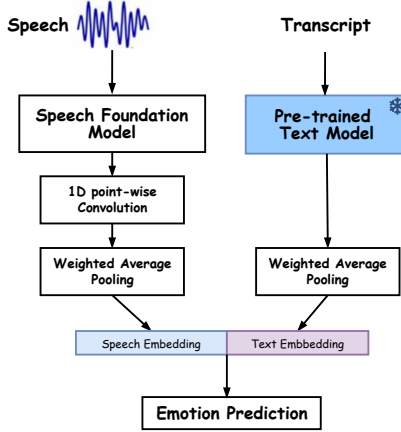 Speech
Transcript
Speech Foundation
Model
Pre-trained
Text Model
1D point-wise
Convolution
Weighted Average
Pooling
Weighted Average
Pooling
Speech Embedding
Text Embbedding
Emotion Prediction